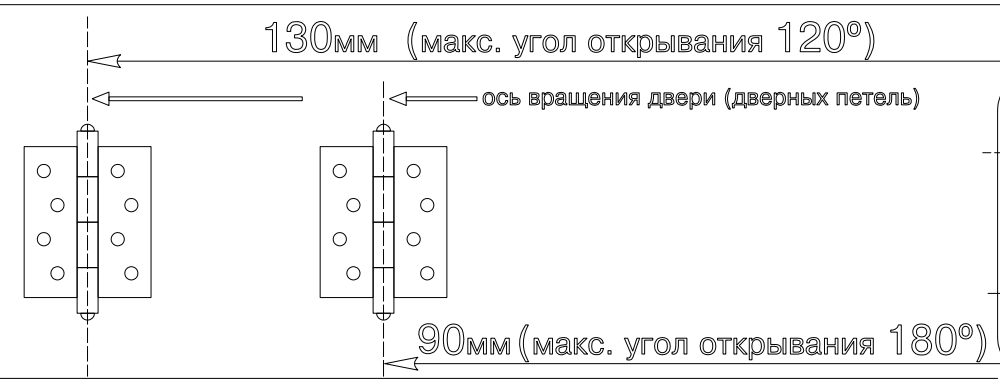 130мм (макс. угол открывания 120º)
ось вращения двери (дверных петель)
90мм (макс. угол открывания 180º)